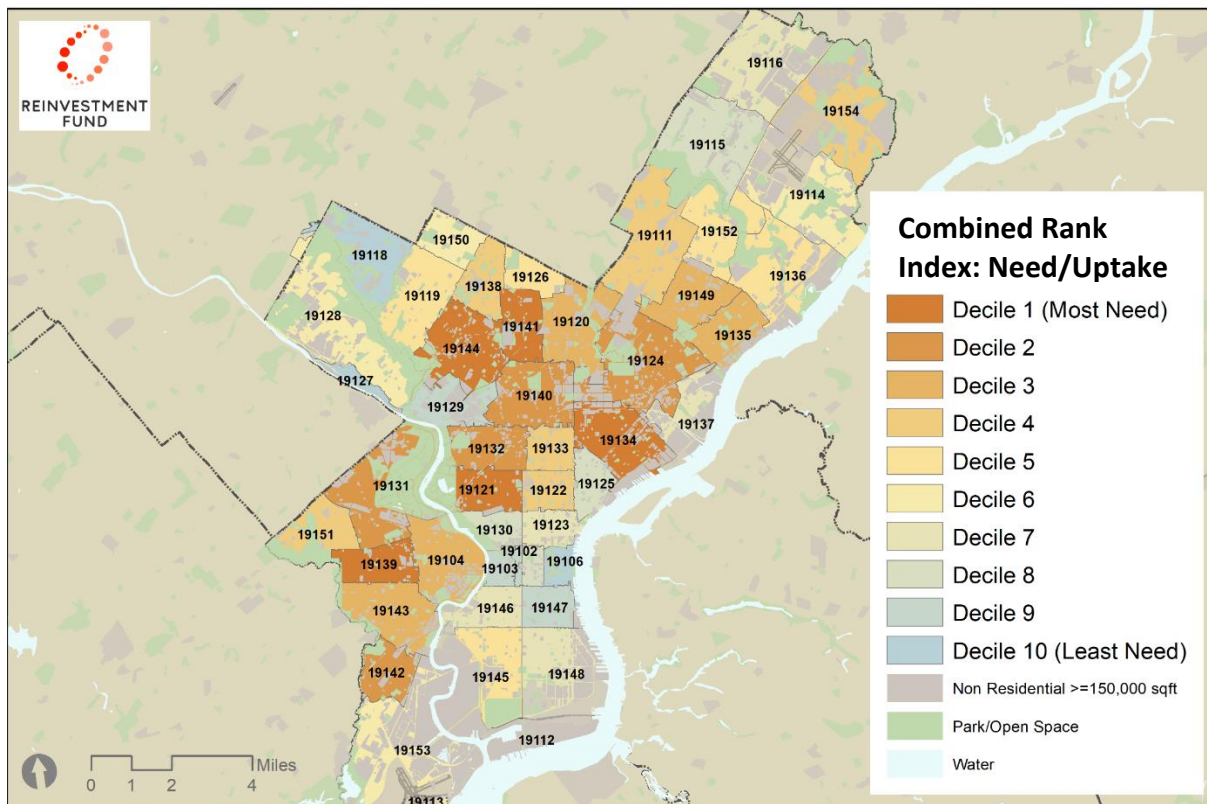 REINVESTMENT
FUND
19116
19154
19115
19114
19150
19111
19152
19118
19126
19136
19138
19119
19149
19128
19141
19120
19135
19144
19124
19127
19140
19129
19137
19134
19132
19133
19121
19122
19125
19131
19123
19130
19151
19102
19139
19104
19103
19106
19143
19146
19147
19142
19145
19148
19112
19153
19113
Combined Rank
Index: Need/Uptake
Decile 1 (Most Need)
Decile 2
Decile 3
Decile 4
Decile 5
Decile 6
Decile 7
Decile 8
Decile 9
Decile 10 (Least Need)
Non Residential >=150,000 sqft
Park/Open Space
Water
Miles
0 1 2 4